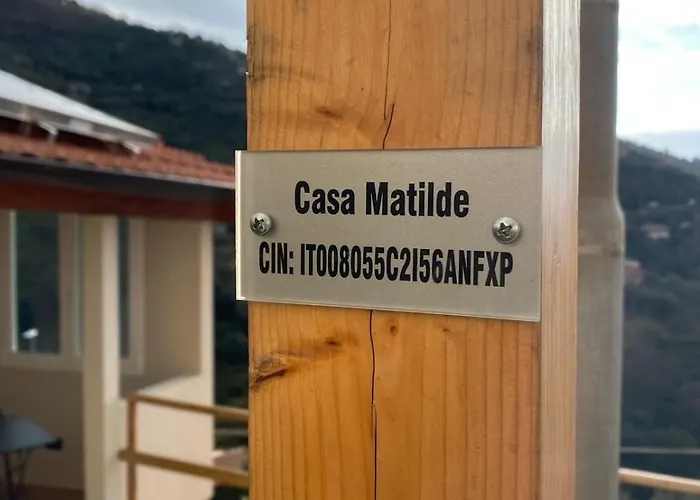 Casa Matilde
CIN: IT008055C2I56ANFXP